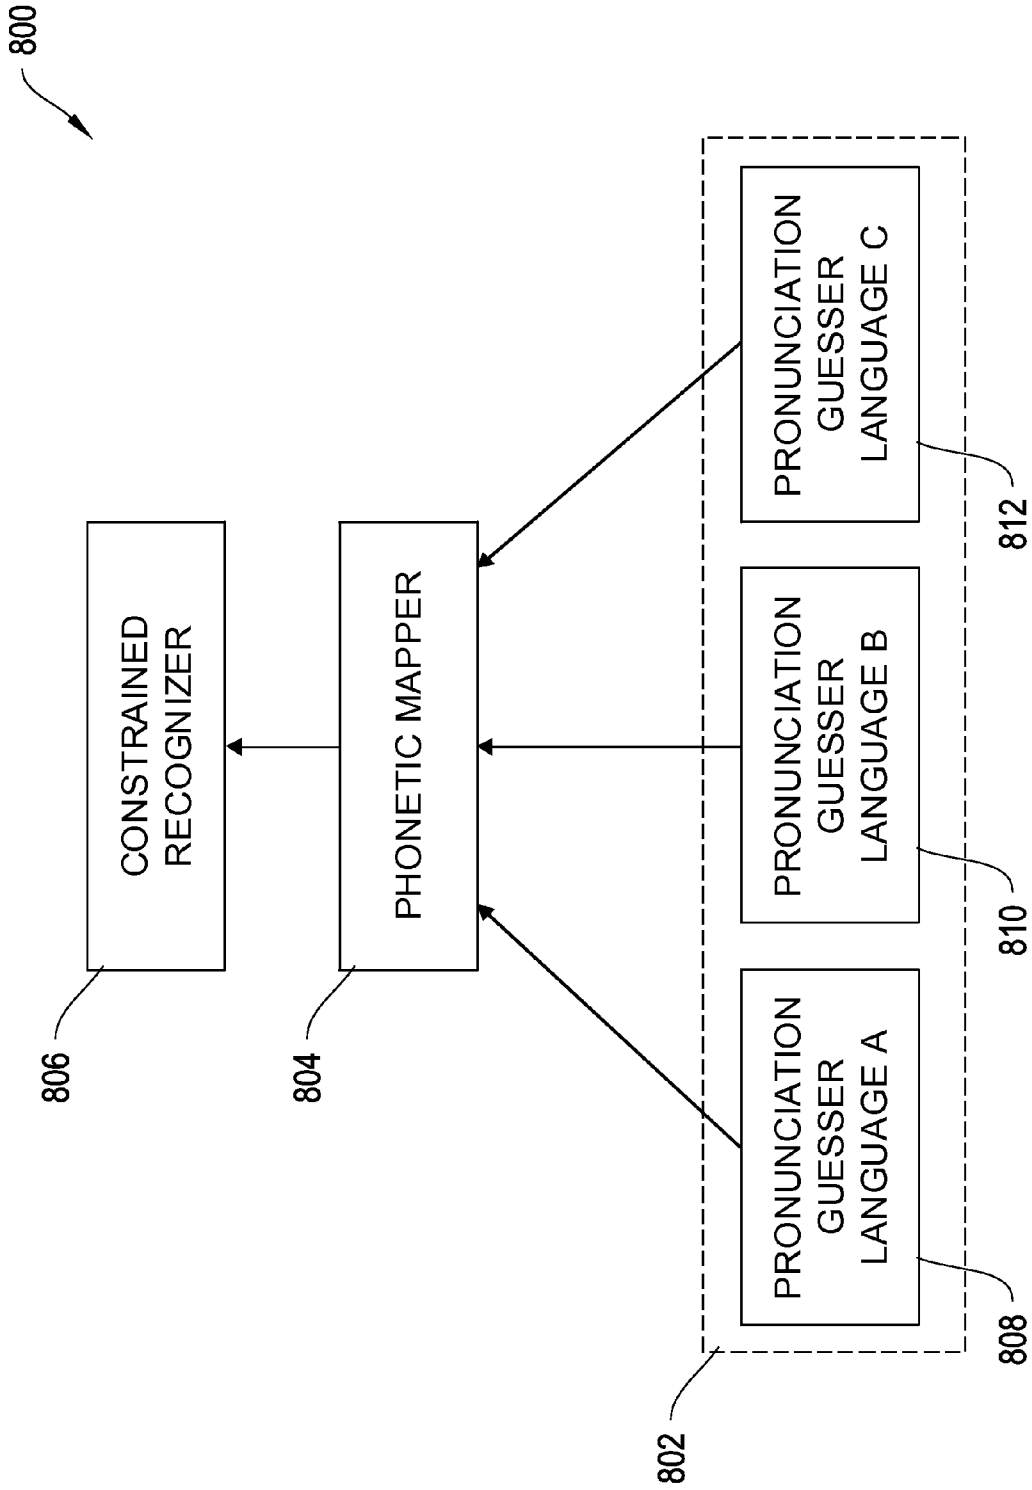 800
CONSTRAINED
RECOGNIZER
806
PHONETIC MAPPER
804
802
PRONUNCIATION
GUESSER
LANGUAGE A
808
PRONUNCIATION
GUESSER
LANGUAGE B
810
PRONUNCIATION
GUESSER
LANGUAGE C
812